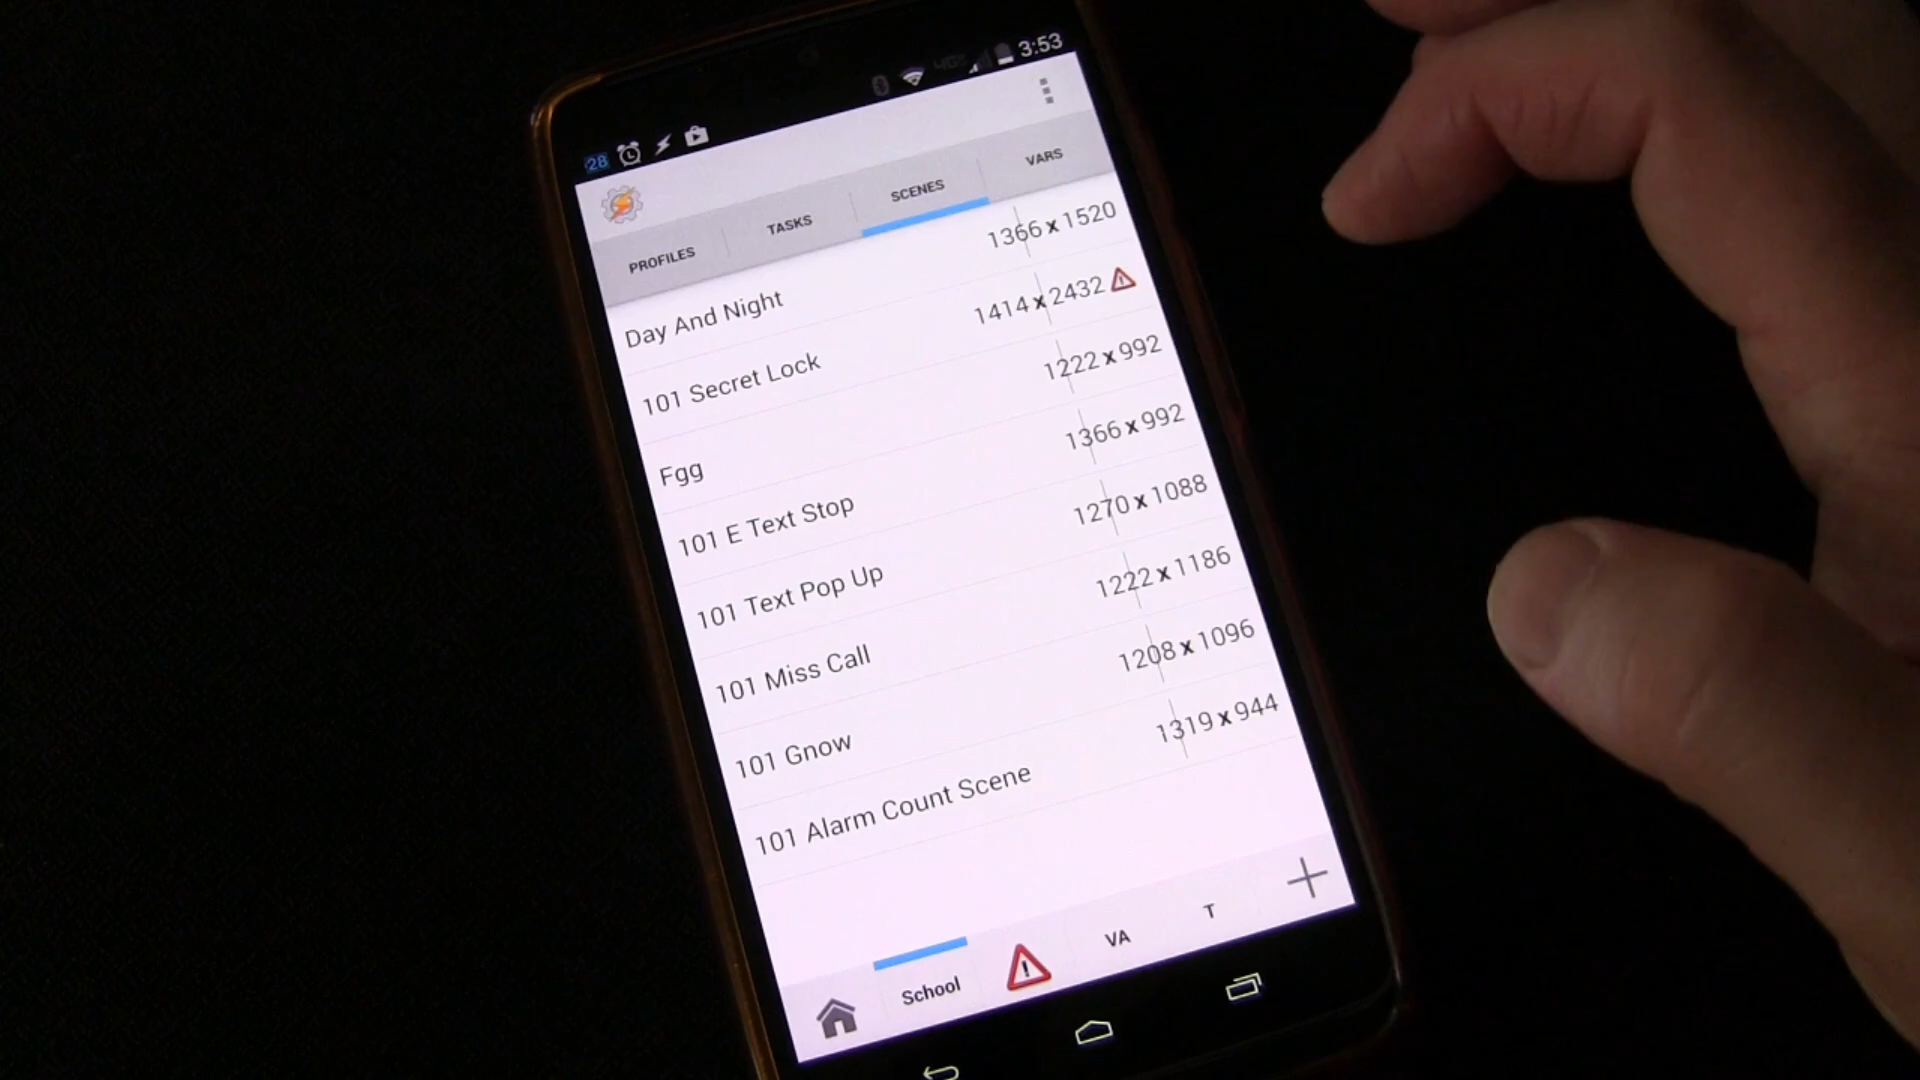 28 4G 3:53
PROFILES TASKS SCENES VARS
Day And Night 1366 x 1520
101 Secret Lock 1414 x 2432
Fgg 1222 x 992
101 E Text Stop 1366 x 992
101 Text Pop Up 1270 x 1088
101 Miss Call 1222 x 1186
101 Gnow 1208 x 1096
101 Alarm Count Scene 1319 x 944
School VA T